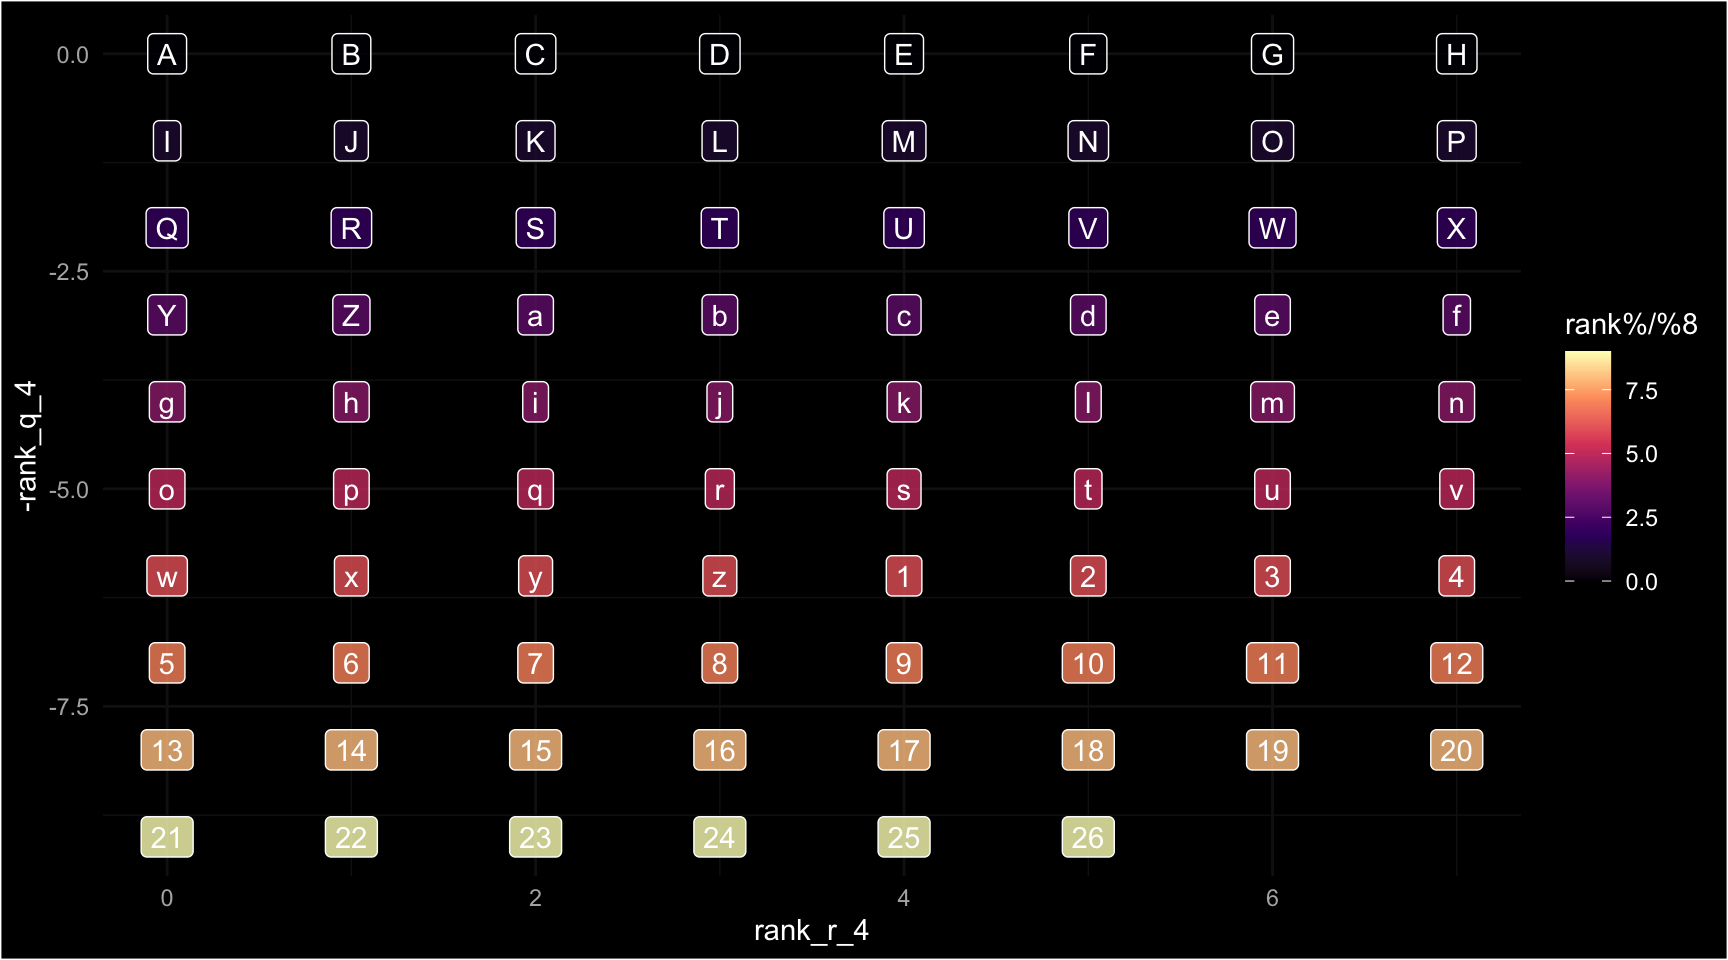 0.0 A B C D E F G H
I J K L M N O P
Q R S T U V W X
-2.5
Y Z a b c d e f
rank%/%8
g h i j k l m n
7.5
-rank_q_4
5.0
-5.0 o p q r s t u v
2.5
w x y z 1 2 3 4
0.0
5 6 7 8 9 10 11 12
-7.5
13 14 15 16 17 18 19 20
21 22 23 24 25 26
0 2 4 6
rank_r_4